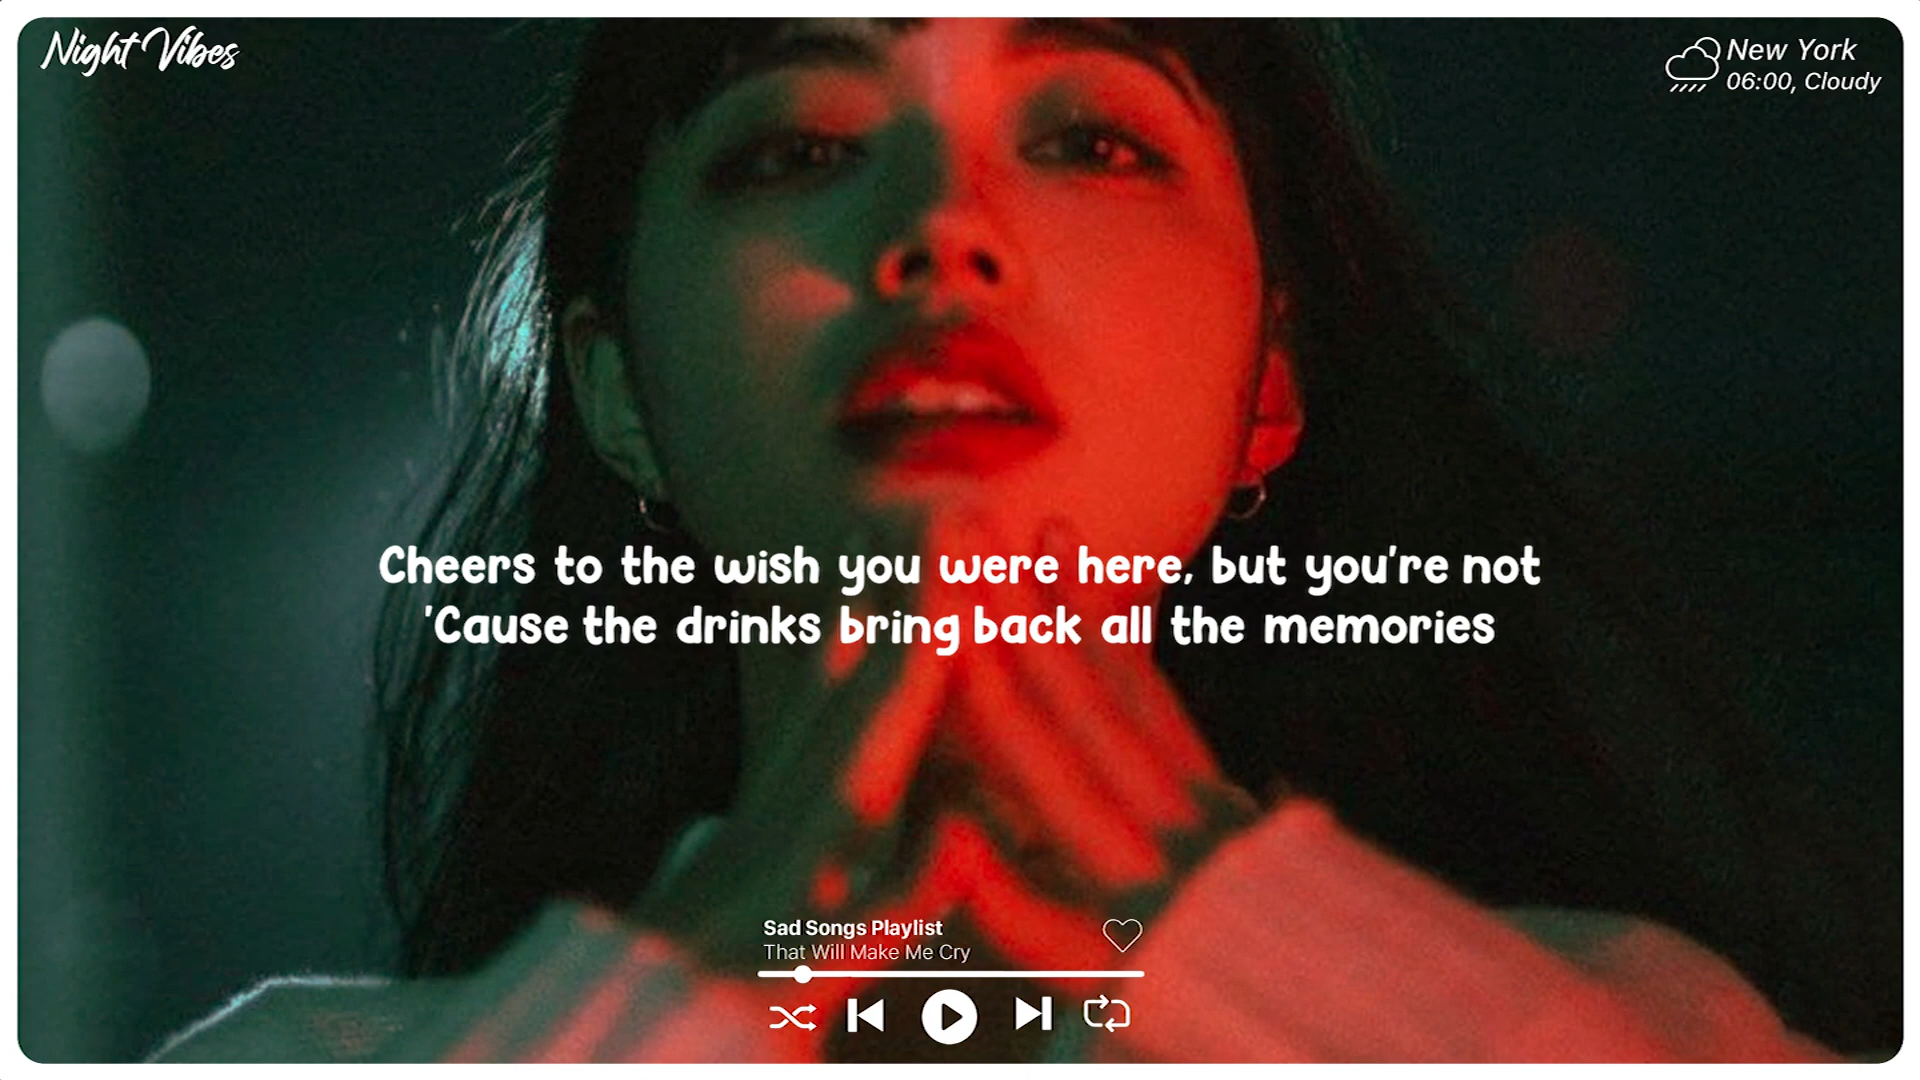 Night Vibes
New York
06:00, Cloudy
Cheers to the wish you were here, but you're not
'Cause the drinks bring back all the memories
Sad Songs Playlist
That Will Make Me Cry